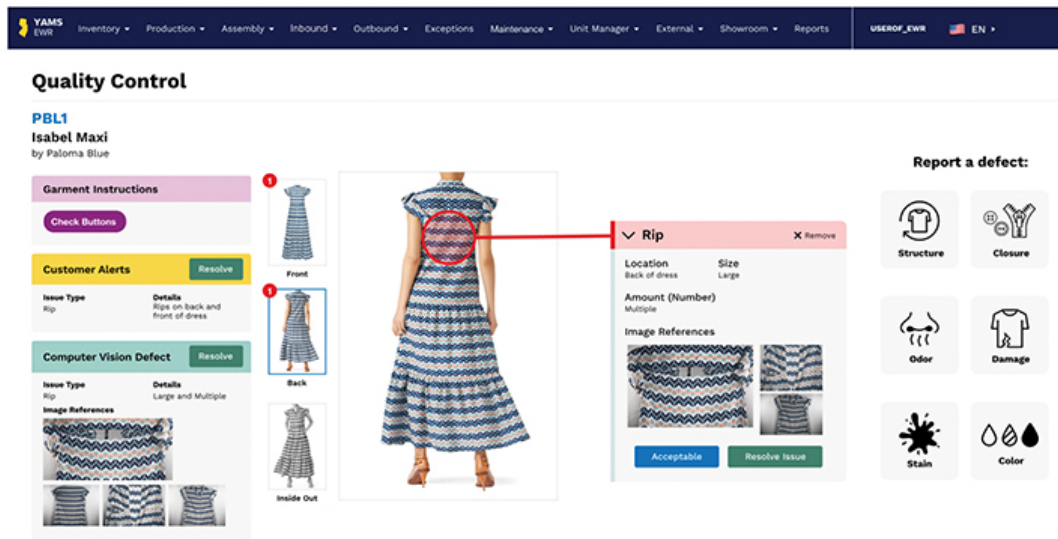 YAMS
EWR
Inventory
Production
Assembly
Inbound
Outbound
Exceptions
Maintenance
Unit Manager
External
Showroom
Reports
USEROF_EWR
EN
Quality Control
PBL1
Isabel Maxi
by Paloma Blue
Garment Instructions
Check Buttons
Customer Alerts
Resolve
Issue Type
Details
Rip
Rips on back and
front of dress
Computer Vision Defect
Resolve
Issue Type
Details
Rip
Large and Multiple
Image References
1
Front
1
Back
Inside Out
Rip
X Remove
Location
Size
Back of dress
Large
Amount (Number)
Multiple
Image References
Acceptable
Resolve Issue
Report a defect:
Structure
Closure
Odor
Damage
Stain
Color